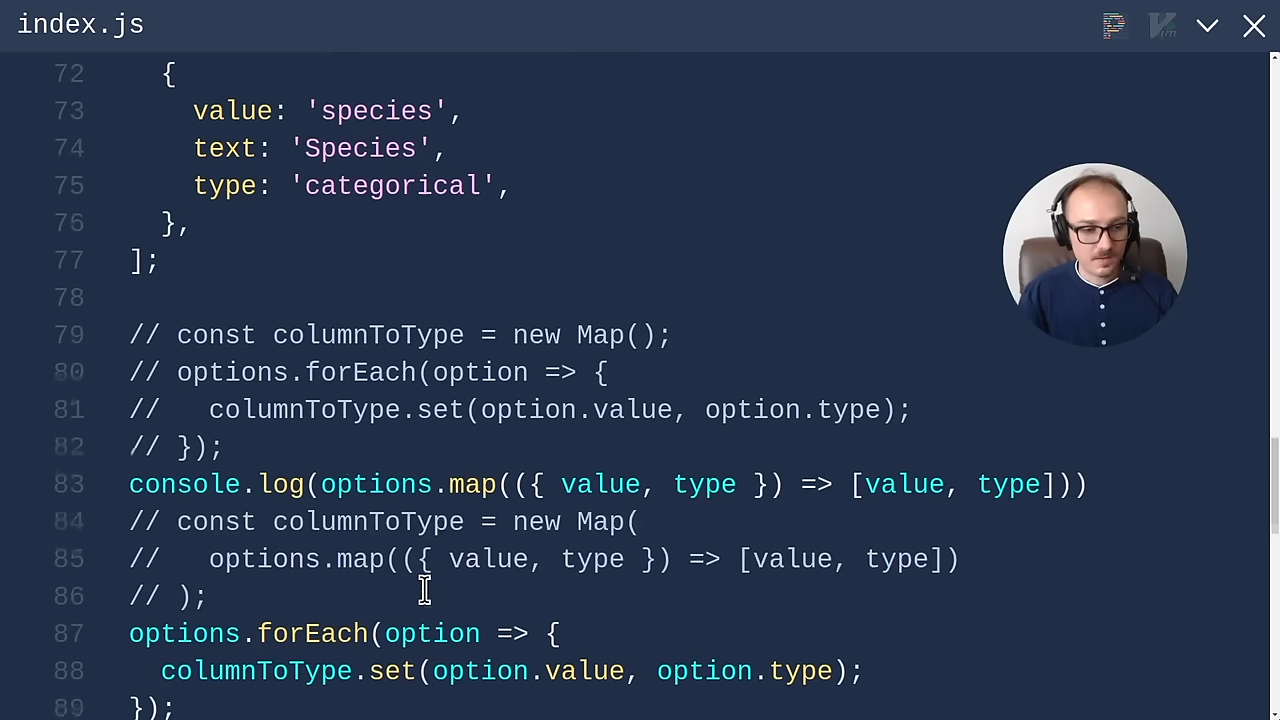 index.js
72 {
73 value: 'species',
74 text: 'Species',
75 type: 'categorical',
76 },
77 ];
78
79 // const columnToType = new Map();
80 // options.forEach(option => {
81 //   columnToType.set(option.value, option.type);
82 // });
83 console.log(options.map(({ value, type }) => [value, type]))
84 // const columnToType = new Map(
85 //   options.map(({ value, type }) => [value, type])
86 // );
87 options.forEach(option => {
88   columnToType.set(option.value, option.type);
89 });